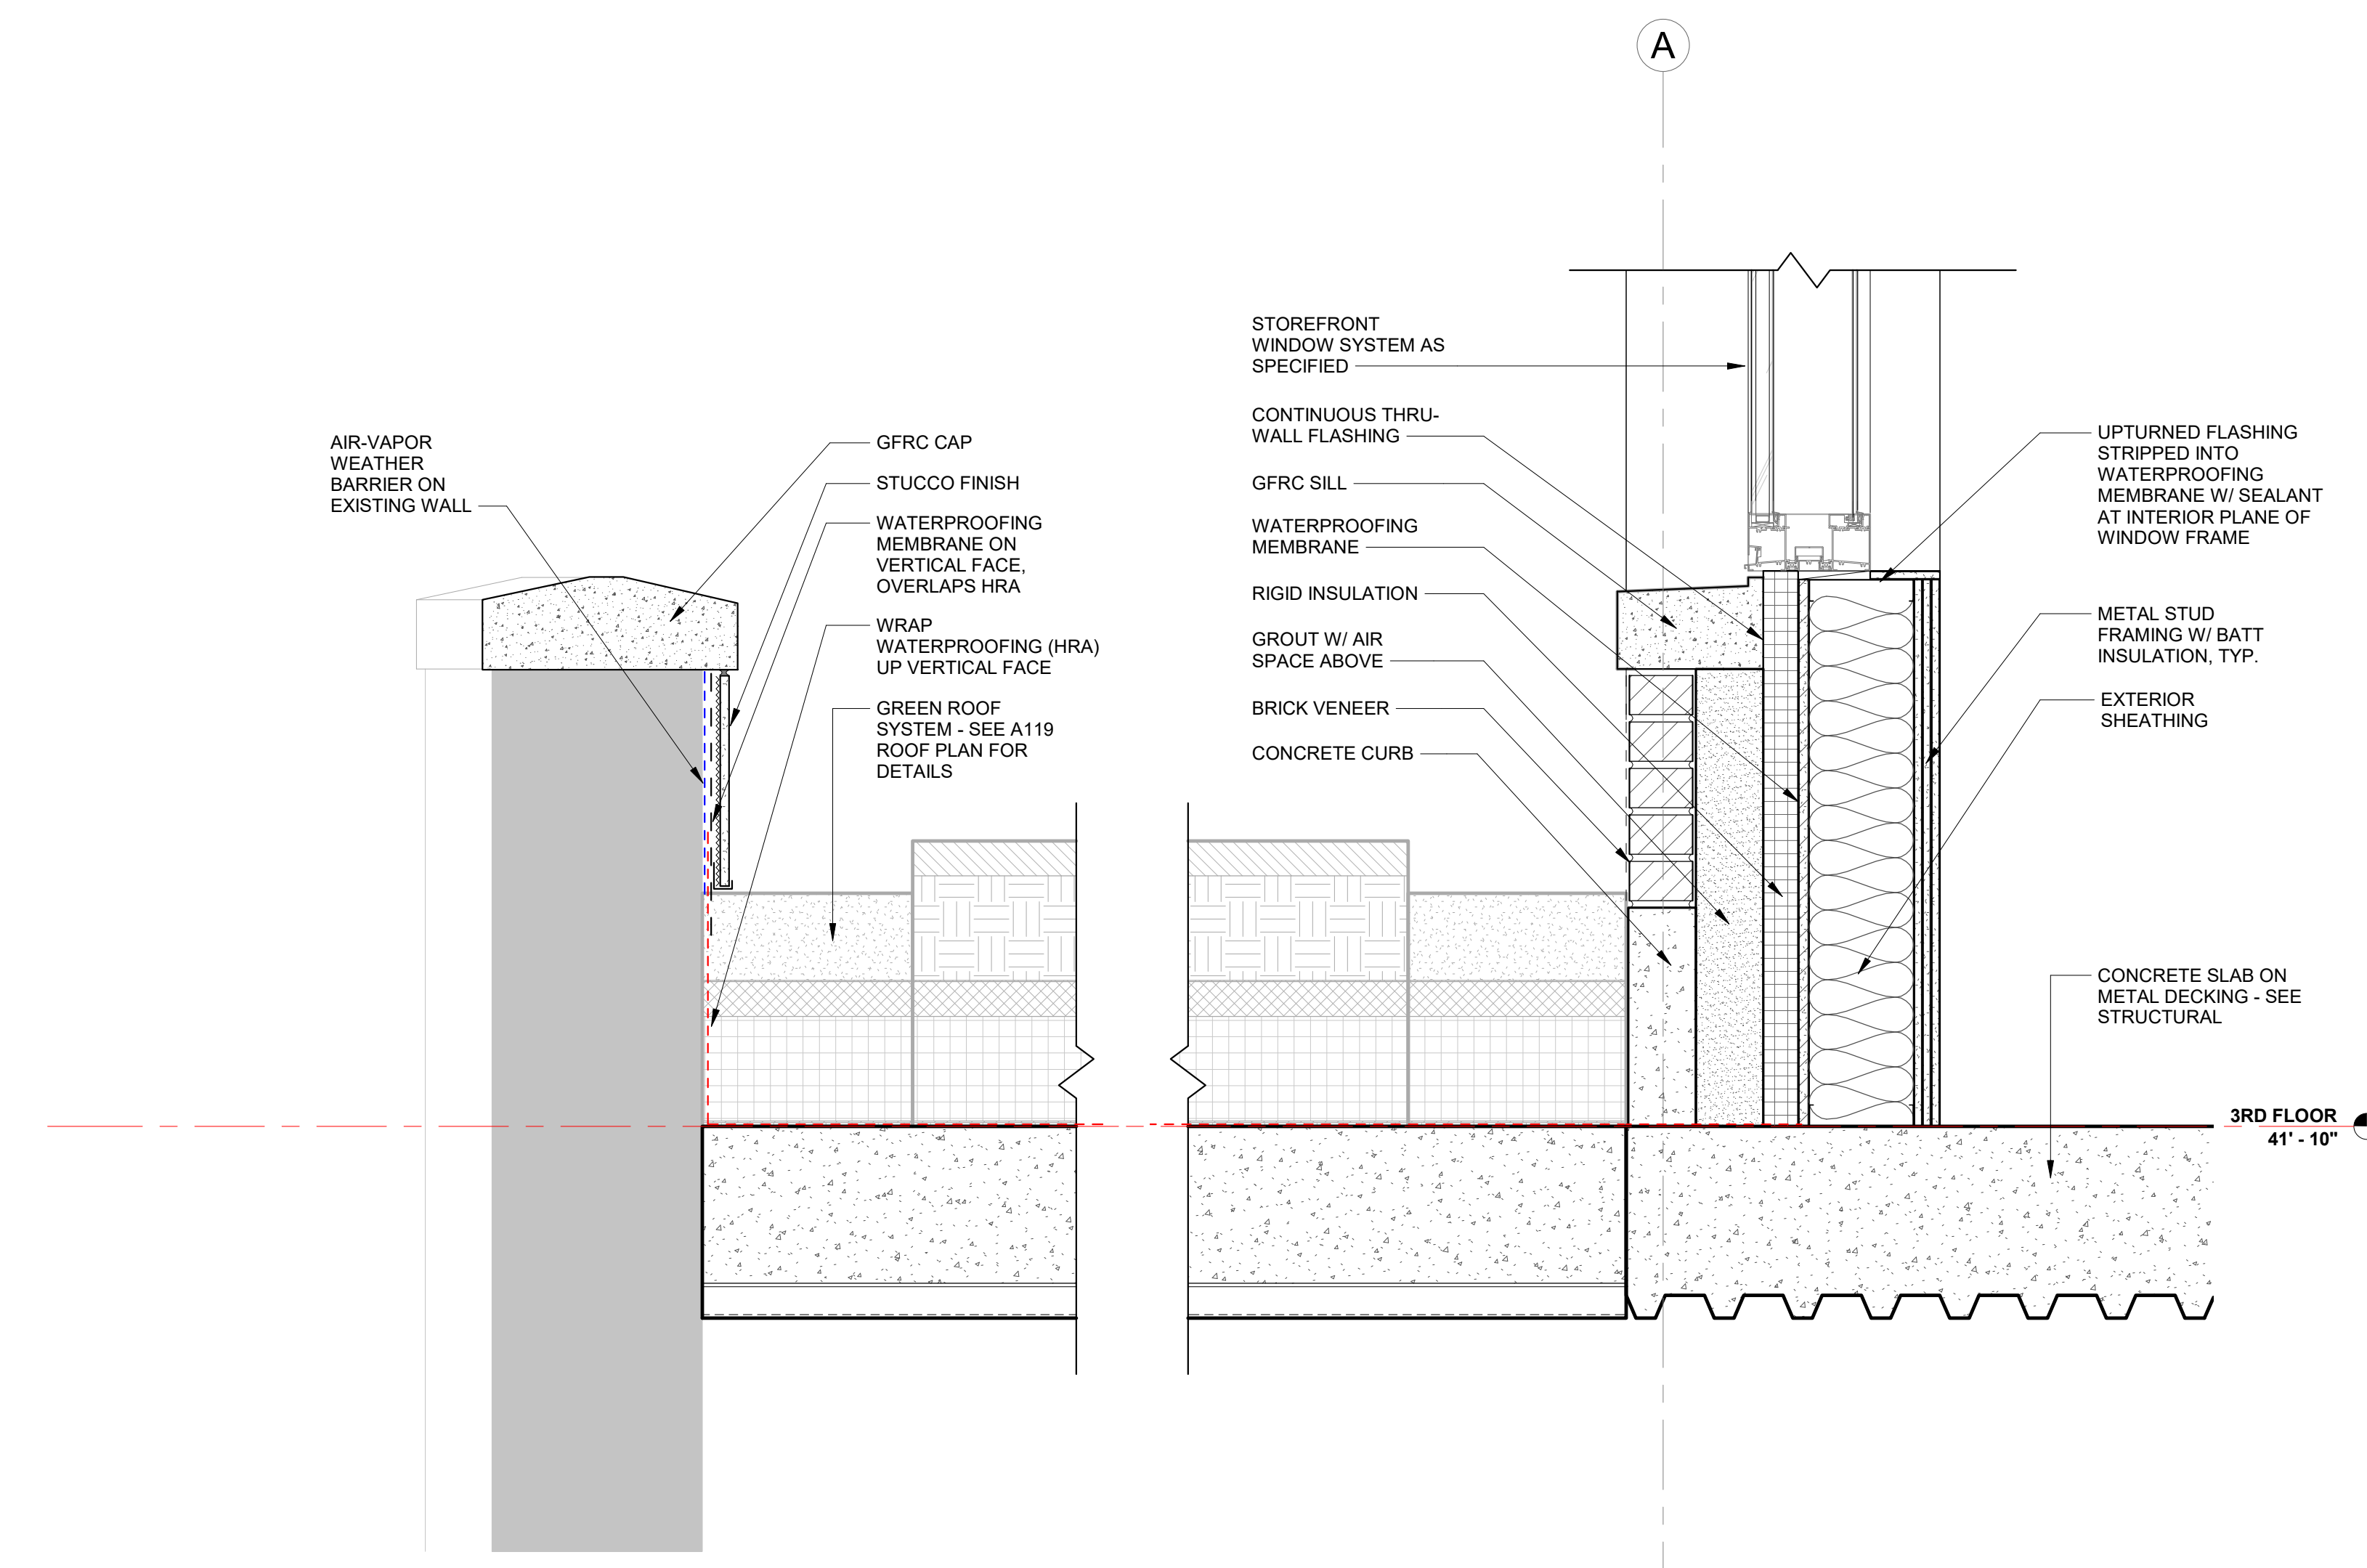 A
STOREFRONT
WINDOW SYSTEM AS
SPECIFIED
CONTINUOUS THRU-
WALL FLASHING
GFRC SILL
WATERPROOFING
MEMBRANE
RIGID INSULATION
GROUT W/ AIR
SPACE ABOVE
BRICK VENEER
CONCRETE CURB
AIR-VAPOR
WEATHER
BARRIER ON
EXISTING WALL
GFRC CAP
STUCCO FINISH
WATERPROOFING
MEMBRANE ON
VERTICAL FACE,
OVERLAPS HRA
WRAP
WATERPROOFING (HRA)
UP VERTICAL FACE
GREEN ROOF
SYSTEM - SEE A119
ROOF PLAN FOR
DETAILS
UPTURNED FLASHING
STRIPPED INTO
WATERPROOFING
MEMBRANE W/ SEALANT
AT INTERIOR PLANE OF
WINDOW FRAME
METAL STUD
FRAMING W/ BATT
INSULATION, TYP.
EXTERIOR
SHEATHING
CONCRETE SLAB ON
METAL DECKING - SEE
STRUCTURAL
3RD FLOOR
41' - 10"